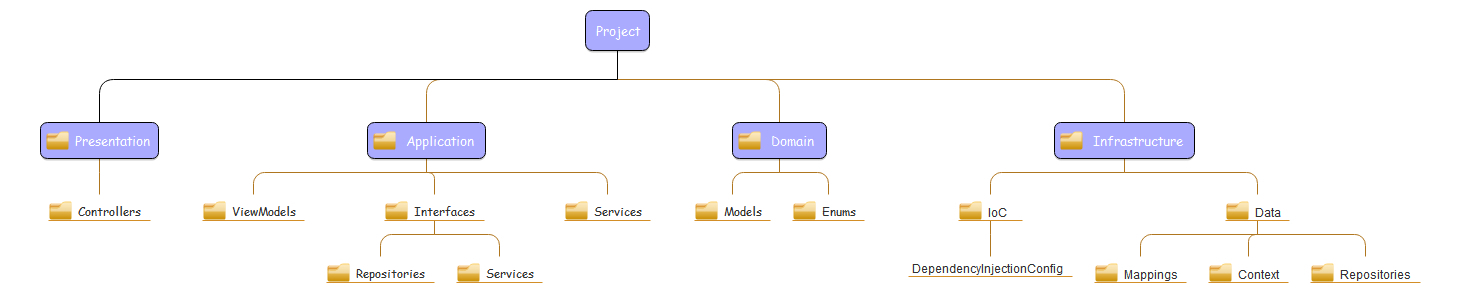 Project
Presentation
Application
Domain
Infrastructure
Controllers
ViewModels
Interfaces
Services
Models
Enums
IoC
Data
Repositories
Services
DependencyInjectionConfig
Mappings
Context
Repositories